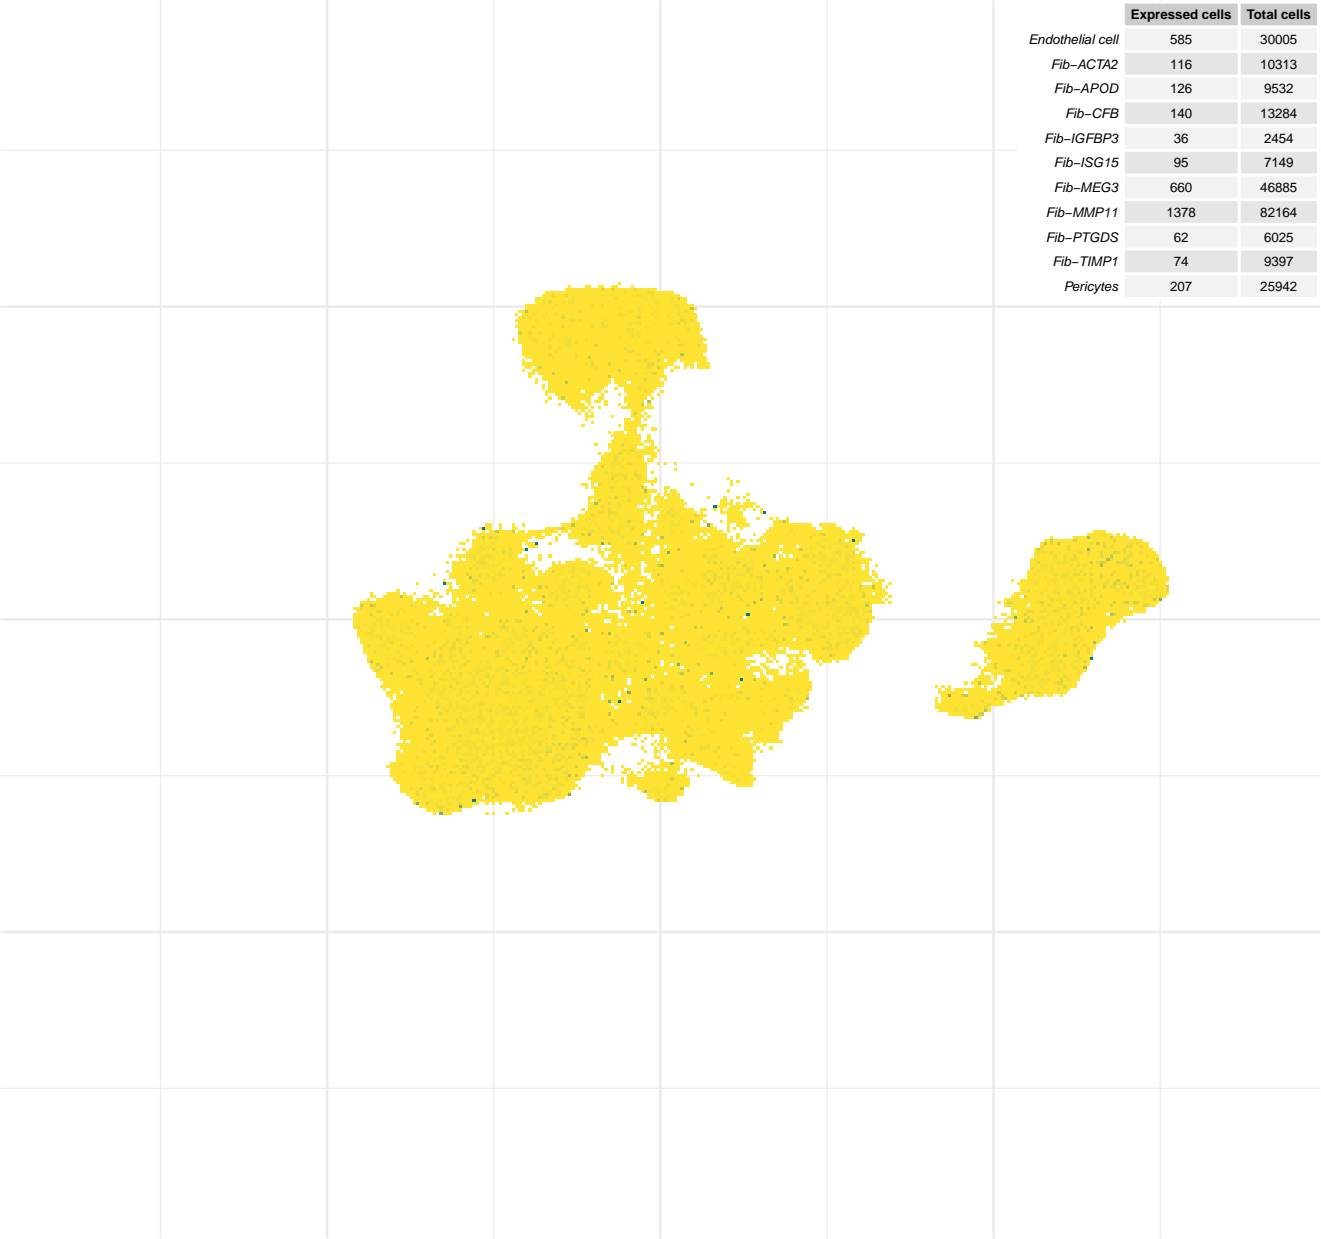 Expressed cells Total cells
Endothelial cell 585 30005
Fib−ACTA2 116 10313
Fib−APOD 126 9532
Fib−CFB 140 13284
Fib−IGFBP3 36 2454
Fib−ISG15 95 7149
Fib−MEG3 660 46885
Fib−MMP11 1378 82164
Fib−PTGDS 62 6025
Fib−TIMP1 74 9397
Pericytes 207 25942